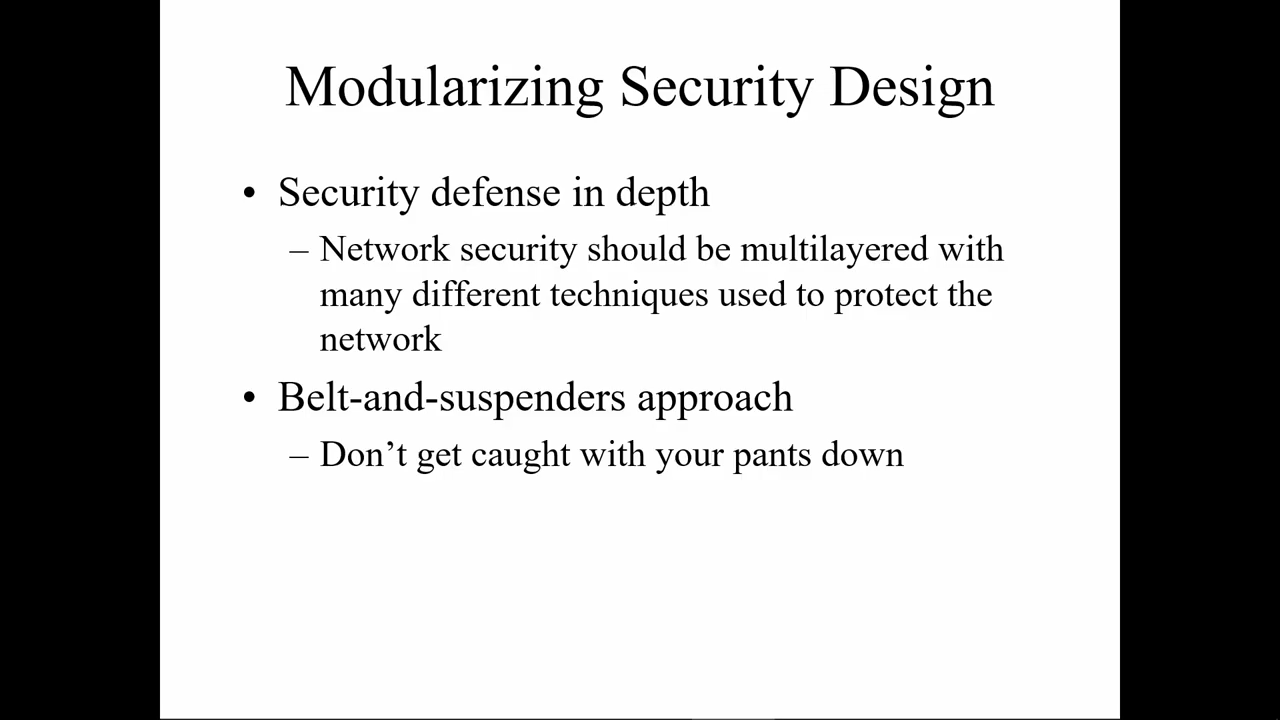 Modularizing Security Design
• Security defense in depth
– Network security should be multilayered with
many different techniques used to protect the
network
• Belt-and-suspenders approach
– Don’t get caught with your pants down